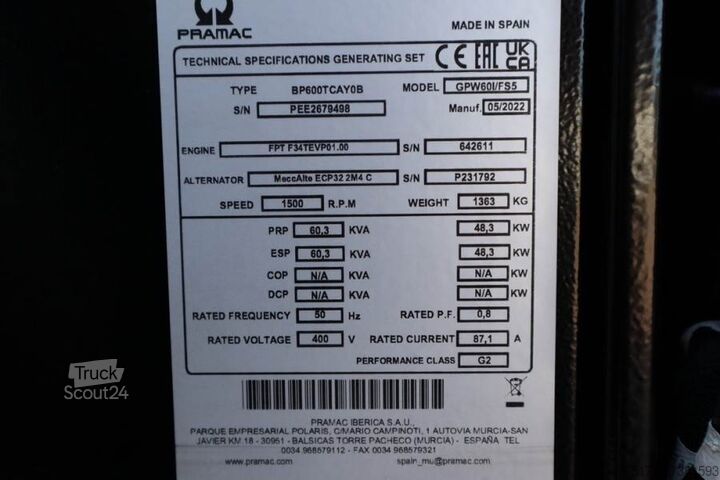 PRAMAC
MADE IN SPAIN
TECHNICAL SPECIFICATIONS GENERATING SET CE EAC UKCA
TYPE BP600TCAY0B MODEL GPW60I/FS5
S/N PEE2679498 Manuf. 05/2022
ENGINE FPT F34TEVP01.00 S/N 642611
ALTERNATOR MeccAlte ECP32 2M4 C S/N P231792
SPEED 1500 R.P.M WEIGHT 1363 KG
PRP 60,3 KVA 48,3 KW
ESP 60,3 KVA 48,3 KW
COP N/A KVA N/A KW
DCP N/A KVA N/A KW
RATED FREQUENCY 50 Hz RATED P.F. 0,8
RATED VOLTAGE 400 V RATED CURRENT 87,1 A
PERFORMANCE CLASS G2
PRAMAC IBERICA S.A.U.,
PARQUE EMPRESARIAL POLARIS, C/MARIO CAMPINOTI, 1 AUTOVIA MURCIA-SAN
JAVIER KM.18 - 30951 - BALSICAS TORRE PACHECO (MURCIA) - ESPAÑA TEL
0034 968579112 - FAX 0034 968579321
www.pramac.com spain_mu@pramac.com
Truck
Scout24